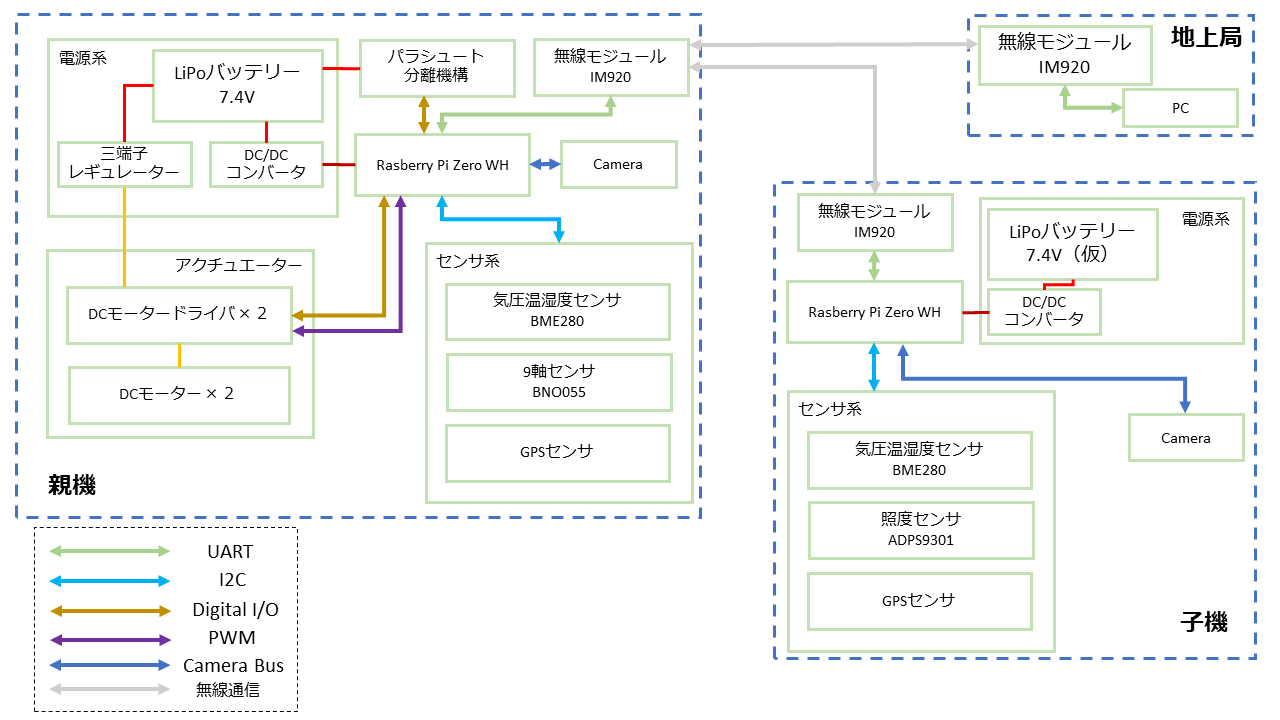 電源系
LiPoバッテリー
7.4V
三端子
レギュレーター
DC/DC
コンバータ
パラシュート
分離機構
無線モジュール
IM920
Rasberry Pi Zero WH
Camera
アクチュエーター
DCモータードライバ × 2
DCモーター × 2
センサ系
気圧温湿度センサ
BME280
9軸センサ
BNO055
GPSセンサ
親機
地上局
無線モジュール
IM920
PC
無線モジュール
IM920
電源系
LiPoバッテリー
7.4V（仮）
DC/DC
コンバータ
Rasberry Pi Zero WH
センサ系
気圧温湿度センサ
BME280
照度センサ
ADPS9301
GPSセンサ
Camera
子機
UART
I2C
Digital I/O
PWM
Camera Bus
無線通信